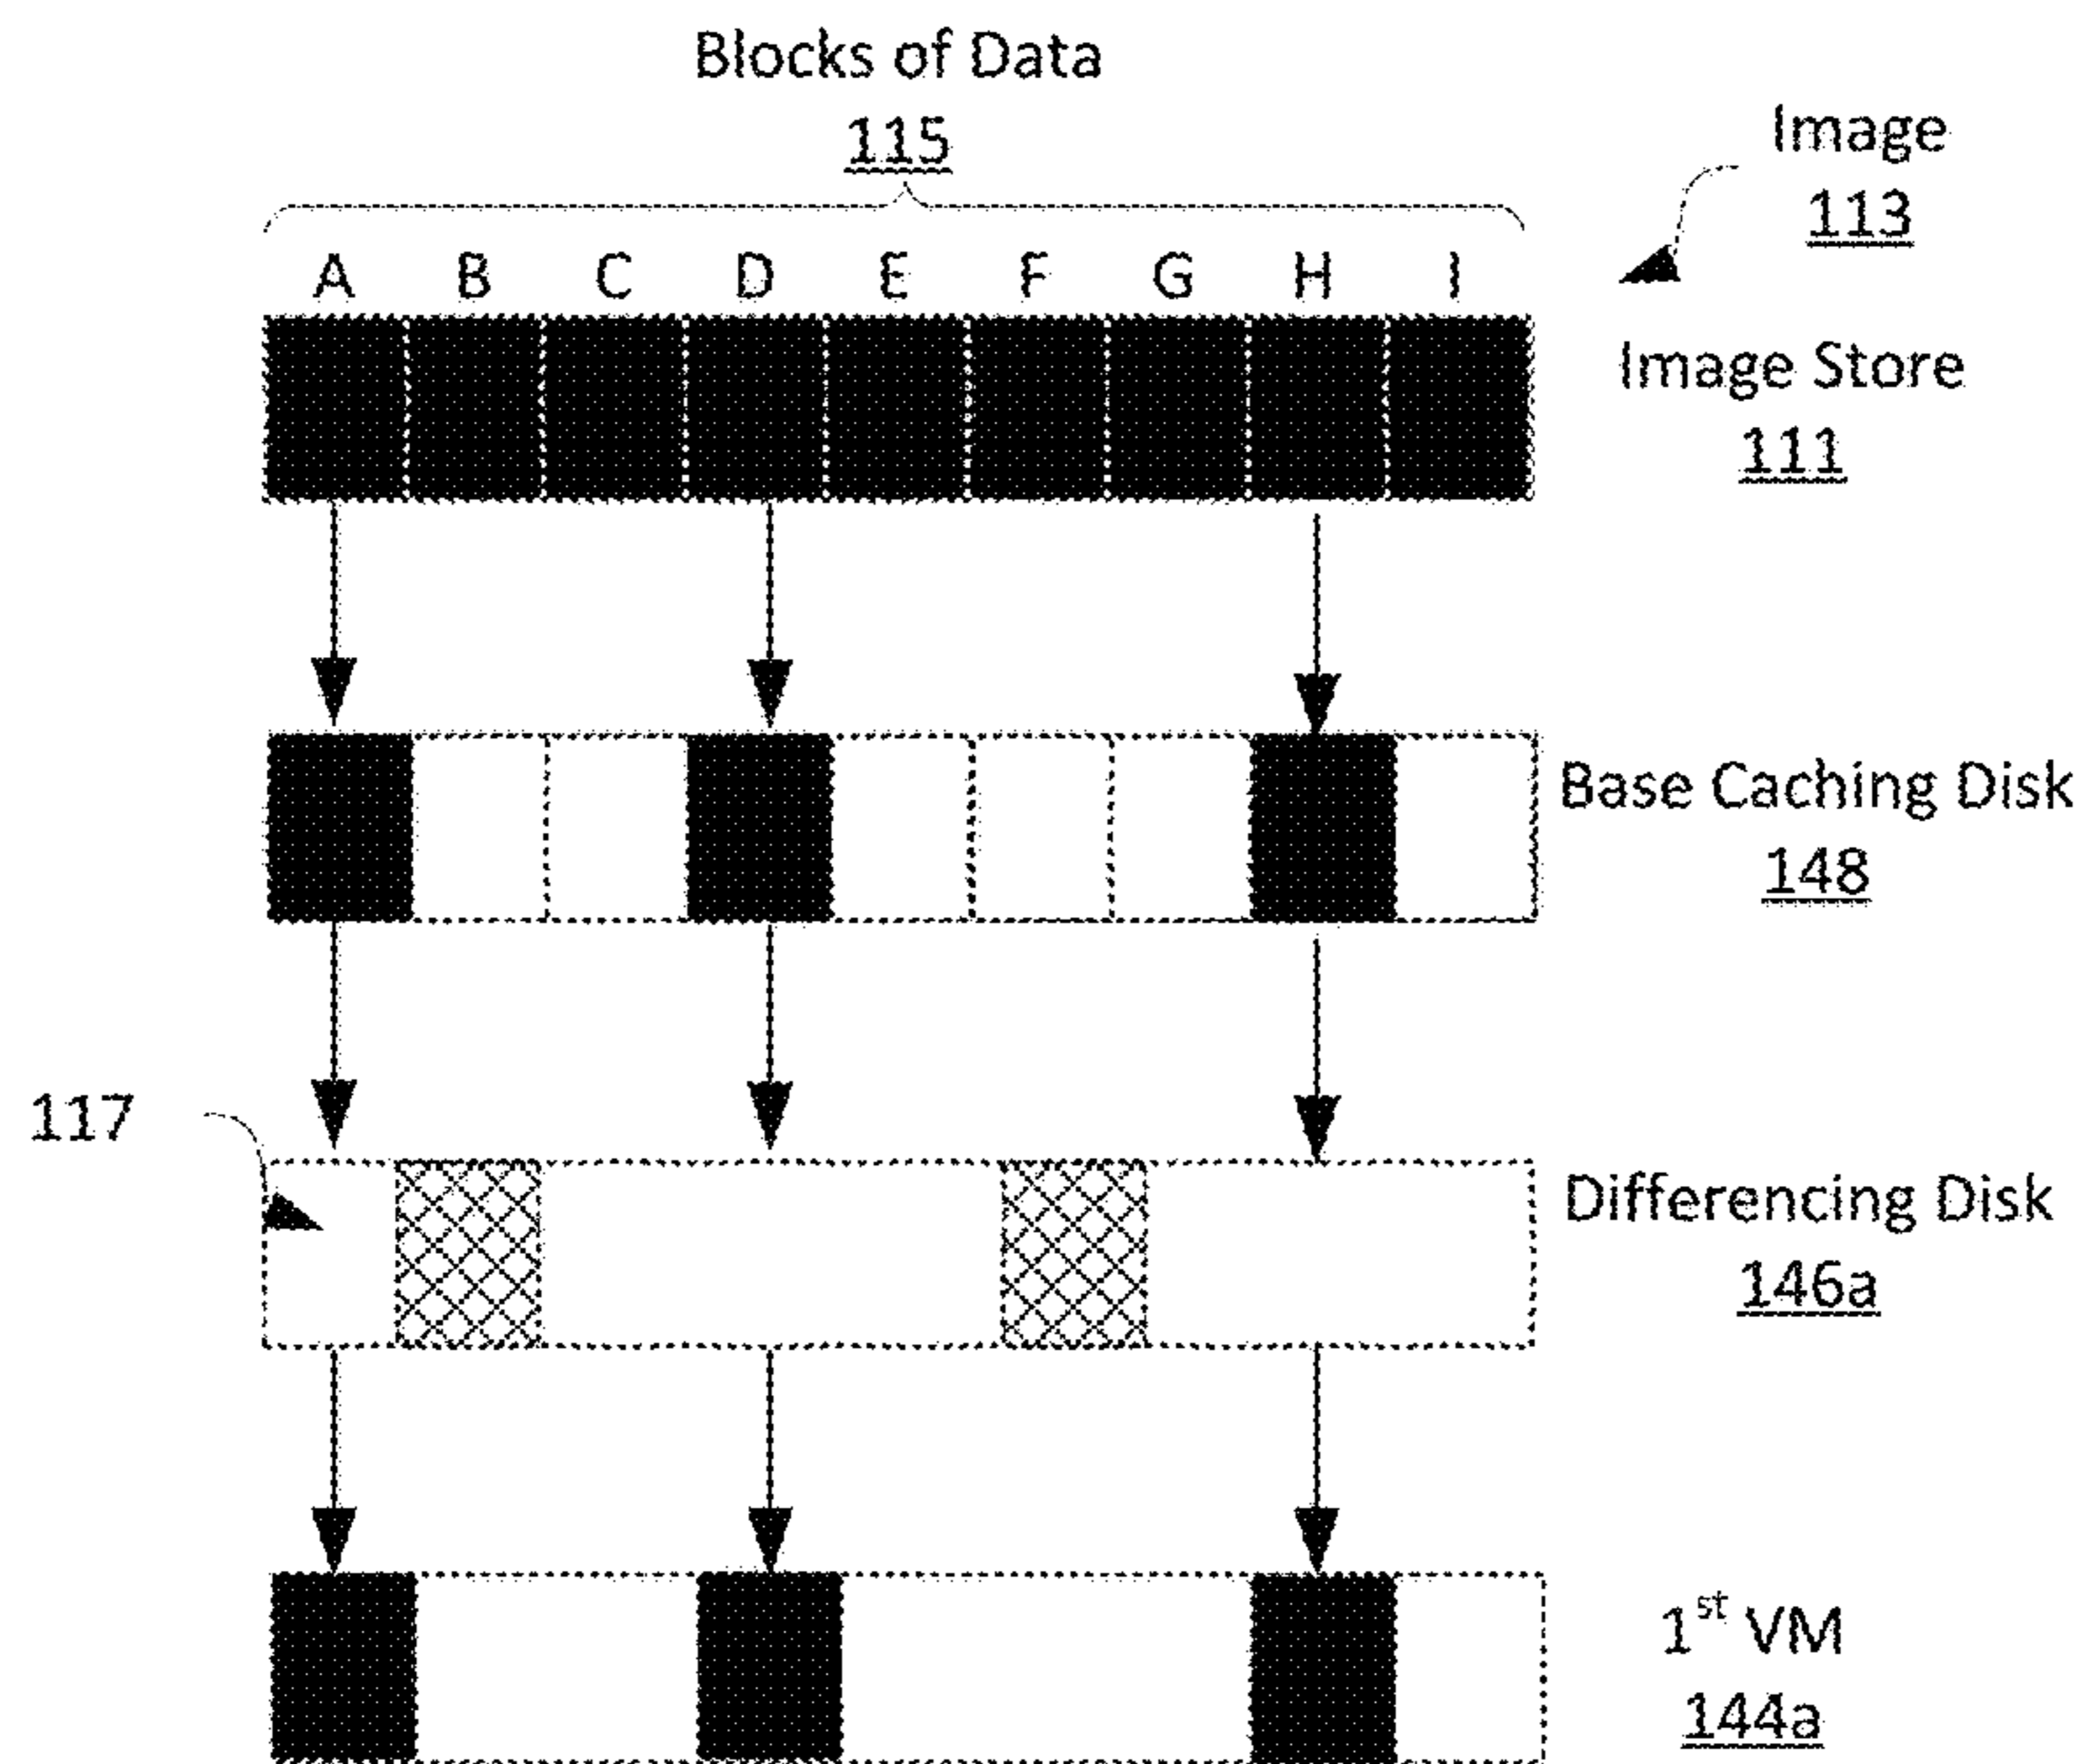 Blocks of Data
115
Image
113
A B C D E F G H I
Image Store
111
Base Caching Disk
148
117
Differencing Disk
146a
1st VM
144a